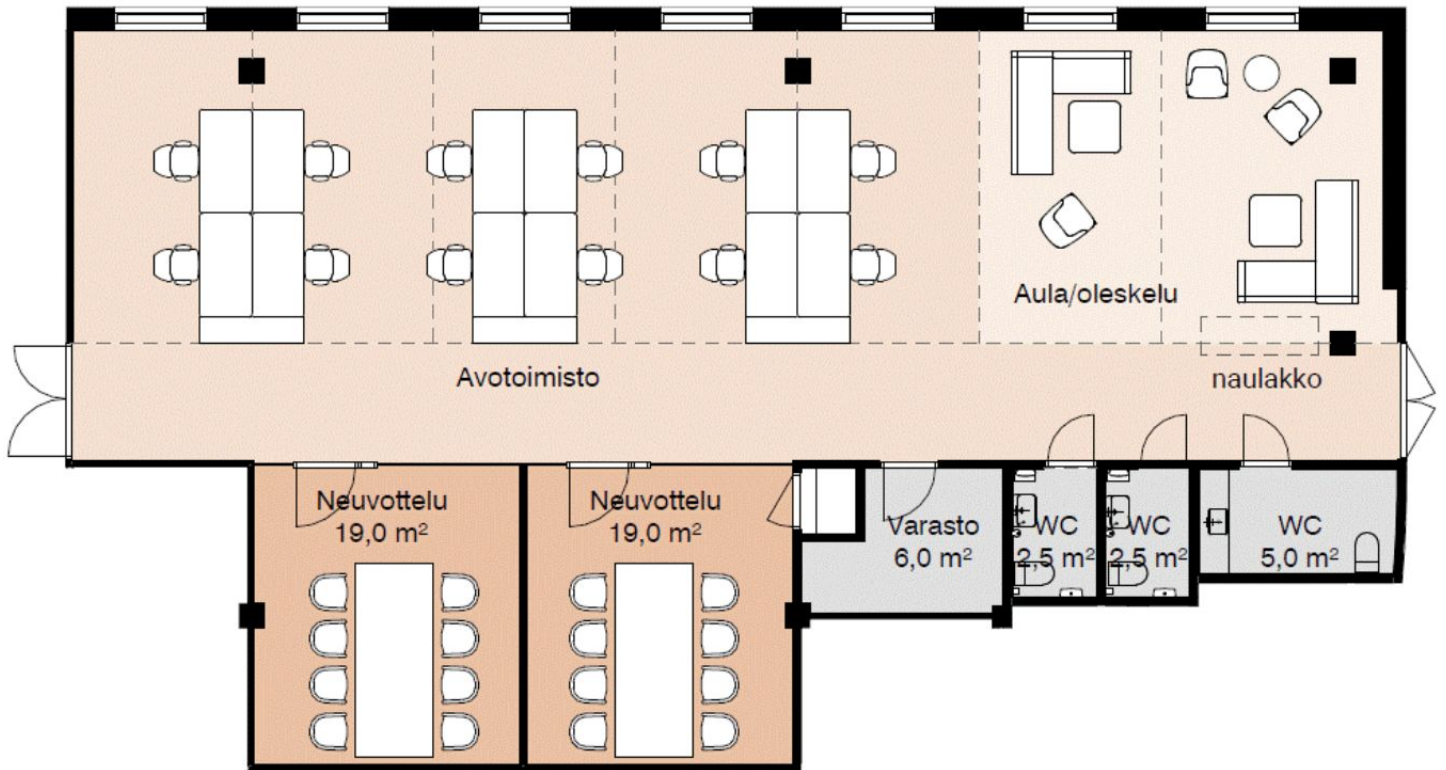 Aula/oleskelu
Avotoimisto
naulakko
Neuvottelu
19,0 m²
Neuvottelu
19,0 m²
Varasto
6,0 m²
WC
2,5 m²
WC
2,5 m²
WC
5,0 m²